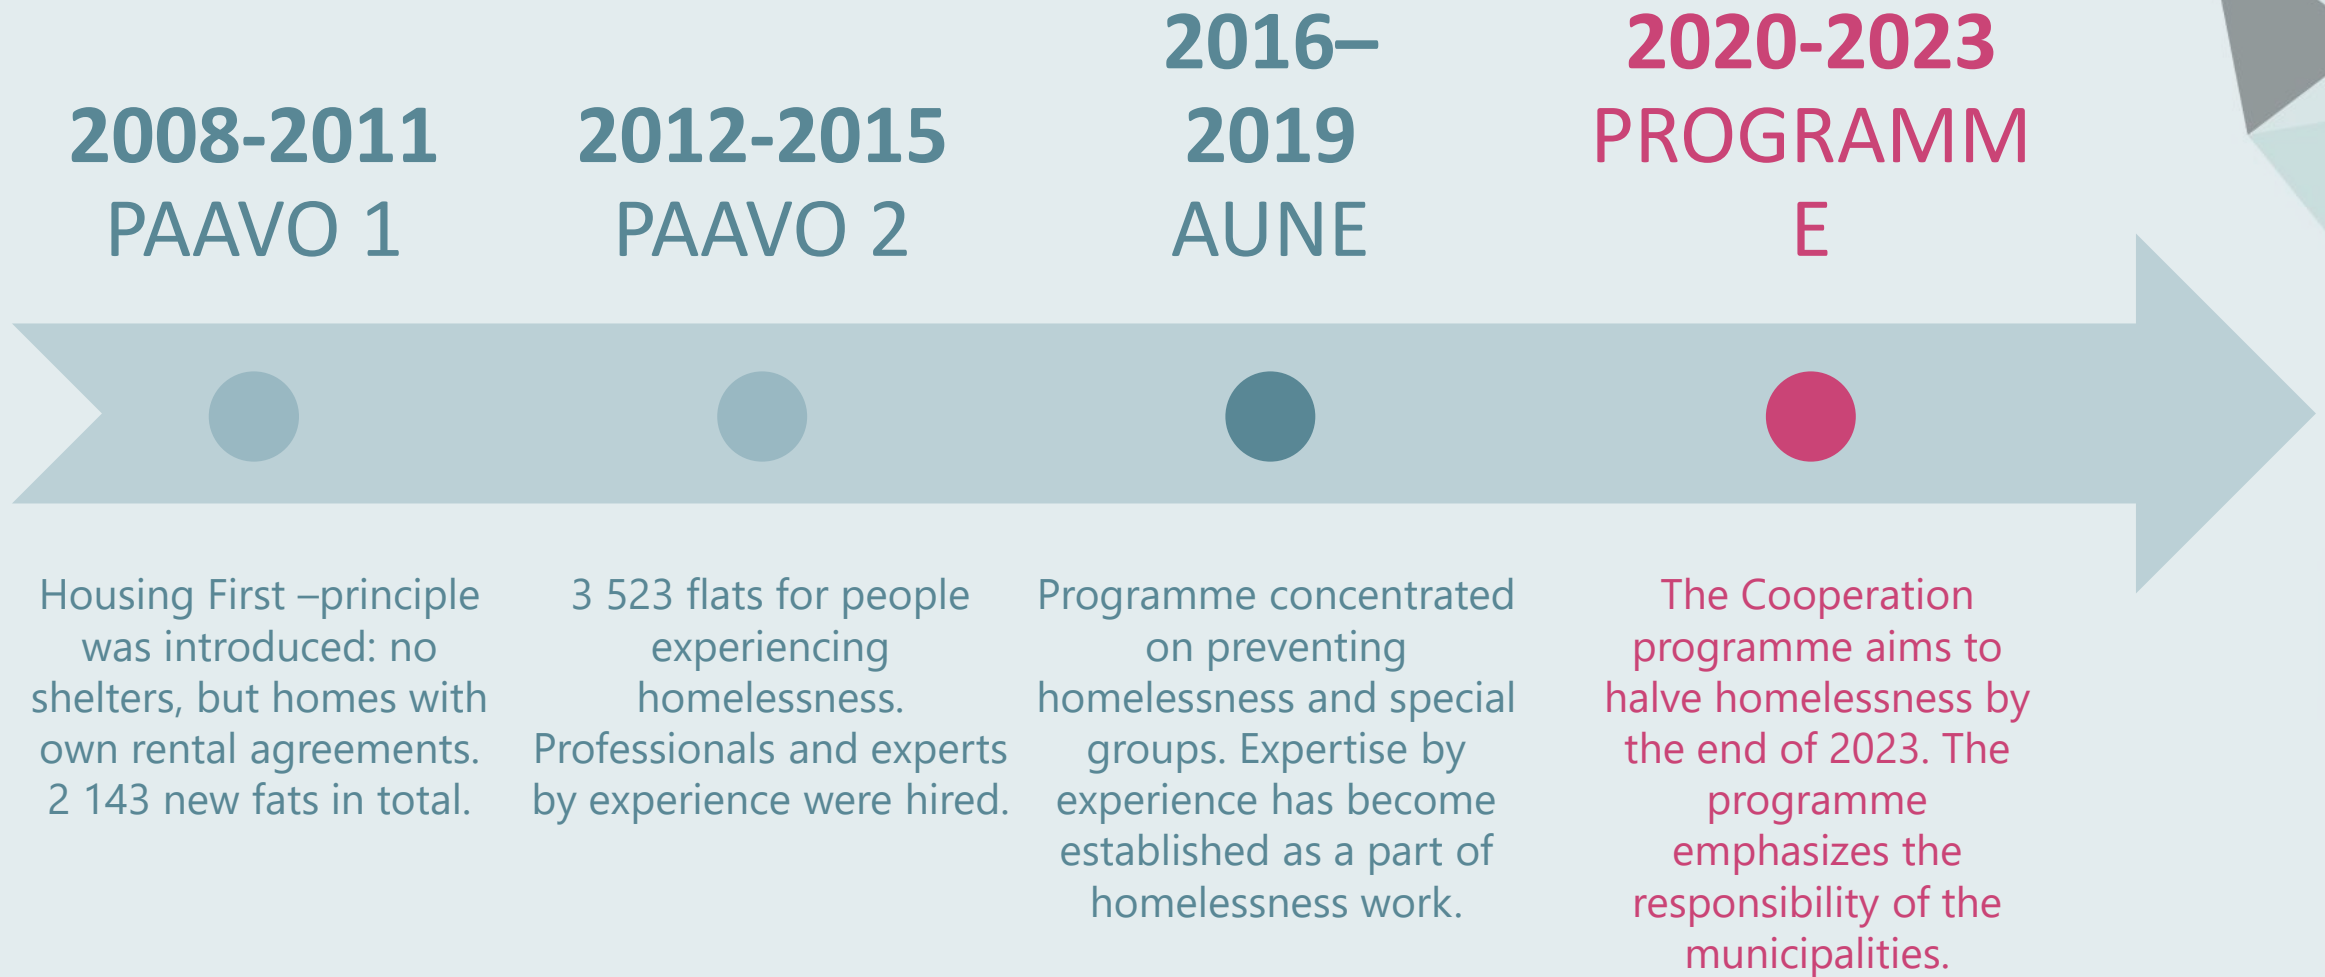 2008-2011
PAAVO 1
2012-2015
PAAVO 2
2016–
2019
AUNE
2020-2023
PROGRAMM
E
Housing First –principle
was introduced: no
shelters, but homes with
own rental agreements.
2 143 new fats in total.
3 523 flats for people
experiencing
homelessness.
Professionals and experts
by experience were hired.
Programme concentrated
on preventing
homelessness and special
groups. Expertise by
experience has become
established as a part of
homelessness work.
The Cooperation
programme aims to
halve homelessness by
the end of 2023. The
programme
emphasizes the
responsibility of the
municipalities.